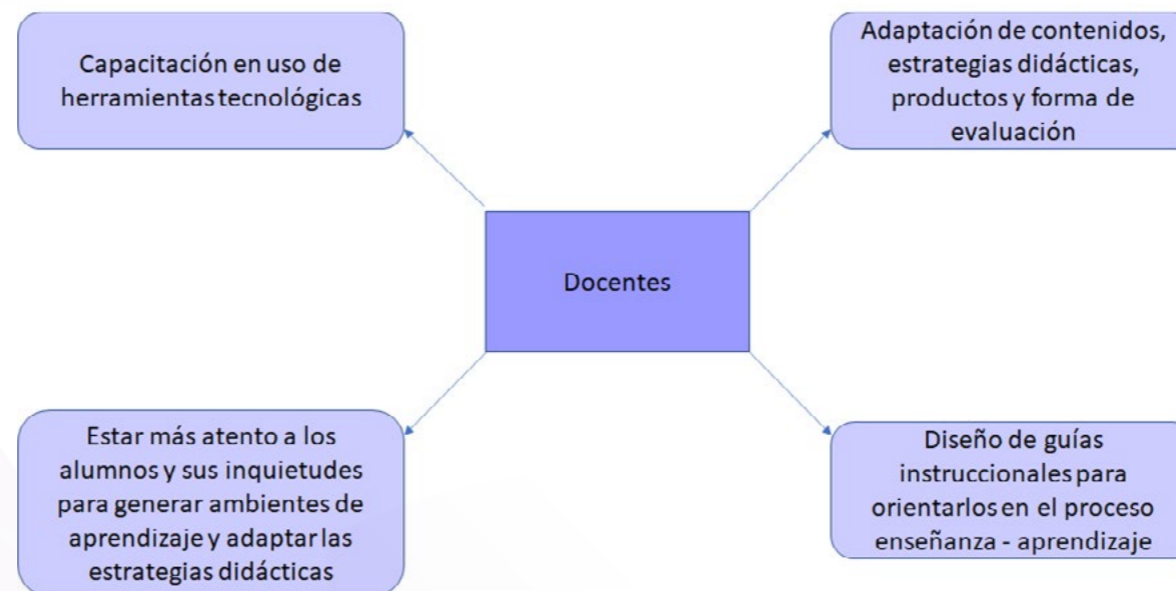 Capacitación en uso de
herramientas tecnológicas
Adaptación de contenidos,
estrategias didácticas,
productos y forma de
evaluación
Docentes
Estar más atento a los
alumnos y sus inquietudes
para generar ambientes de
aprendizaje y adaptar las
estrategias didácticas
Diseño de guías
instruccionales para
orientarlos en el proceso
enseñanza - aprendizaje